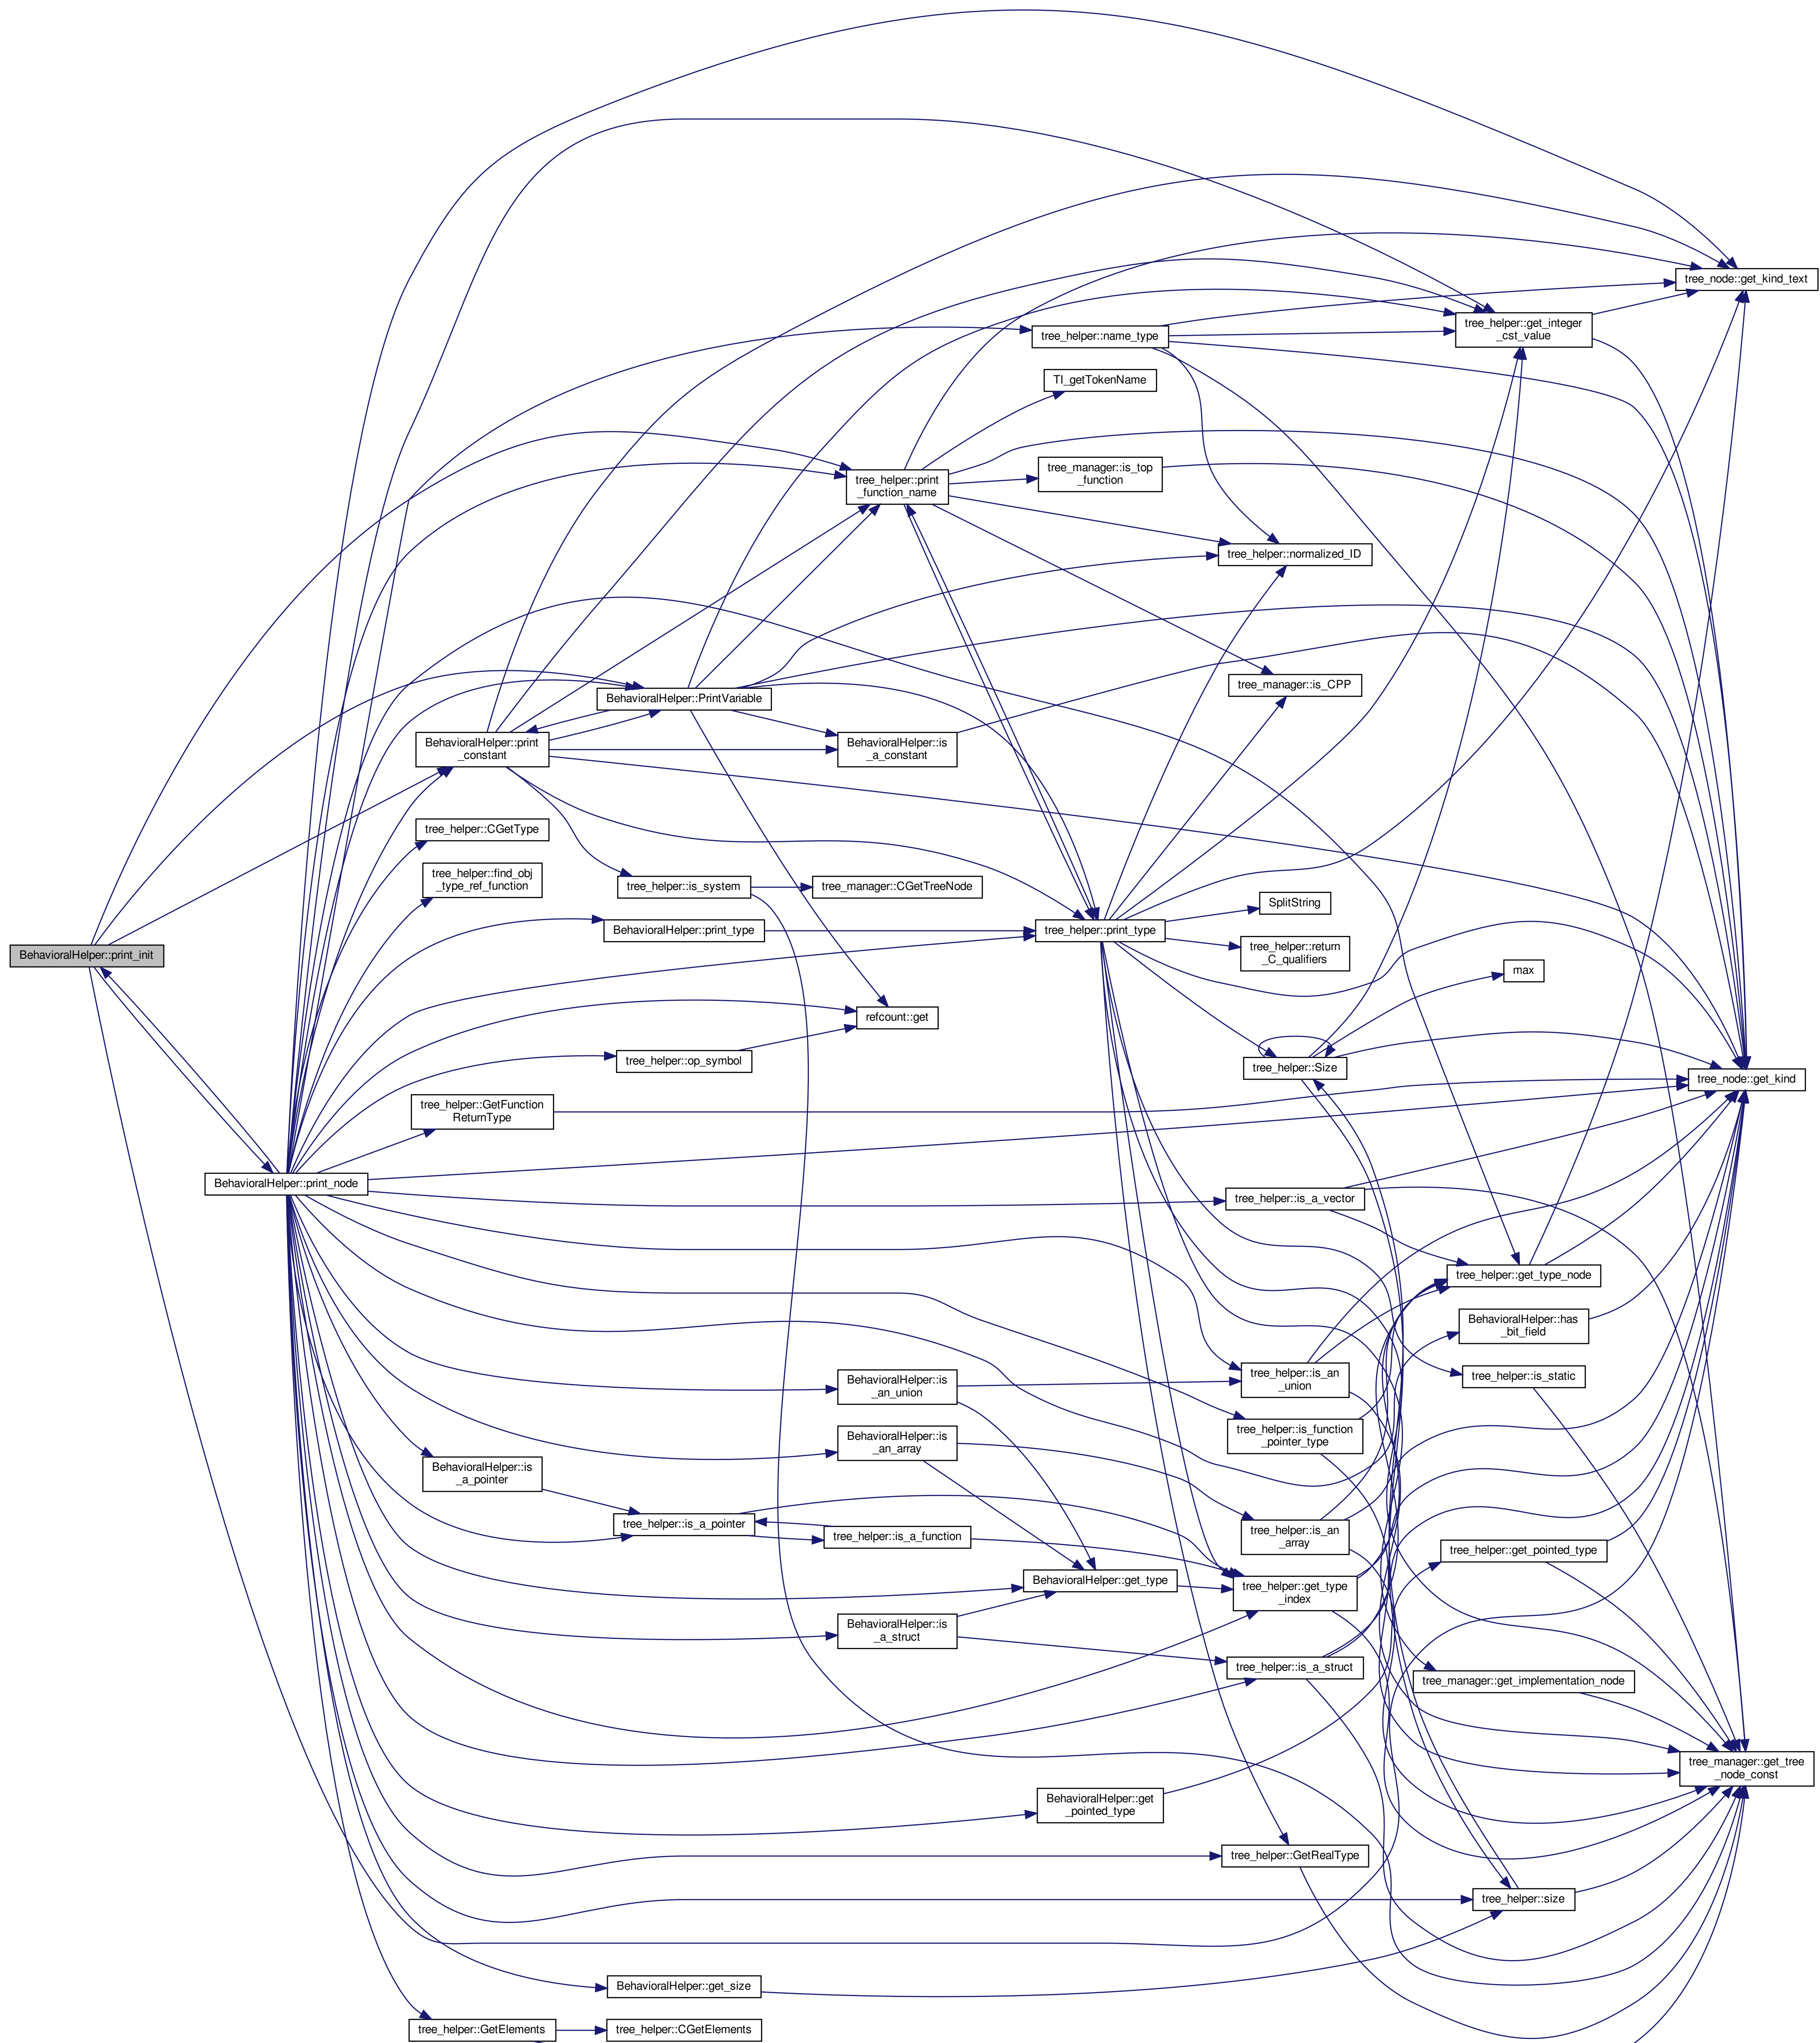 tree_node::get_kind_text
tree_helper::get_integer
_cst_value
tree_helper::name_type
TI_getTokenName
tree_helper::print
_function_name
tree_manager::is_top
_function
tree_helper::normalized_ID
tree_manager::is_CPP
BehavioralHelper::PrintVariable
BehavioralHelper::print
_constant
BehavioralHelper::is
_a_constant
tree_helper::CGetType
tree_helper::find_obj
_type_ref_function
tree_helper::is_system
tree_manager::CGetTreeNode
SplitString
BehavioralHelper::print_type
tree_helper::print_type
tree_helper::return
_C_qualifiers
BehavioralHelper::print_init
max
refcount::get
tree_helper::op_symbol
tree_helper::Size
tree_node::get_kind
tree_helper::GetFunction
ReturnType
BehavioralHelper::print_node
tree_helper::is_a_vector
tree_helper::get_type_node
BehavioralHelper::has
_bit_field
tree_helper::is_an
_union
tree_helper::is_static
BehavioralHelper::is
_an_union
tree_helper::is_function
_pointer_type
BehavioralHelper::is
_an_array
BehavioralHelper::is
_a_pointer
tree_helper::is_a_pointer
tree_helper::is_a_function
tree_helper::is_an
_array
tree_helper::get_pointed_type
BehavioralHelper::get_type
tree_helper::get_type
_index
BehavioralHelper::is
_a_struct
tree_helper::is_a_struct
tree_manager::get_implementation_node
tree_manager::get_tree
_node_const
BehavioralHelper::get
_pointed_type
tree_helper::GetRealType
tree_helper::size
BehavioralHelper::get_size
tree_helper::GetElements
tree_helper::CGetElements